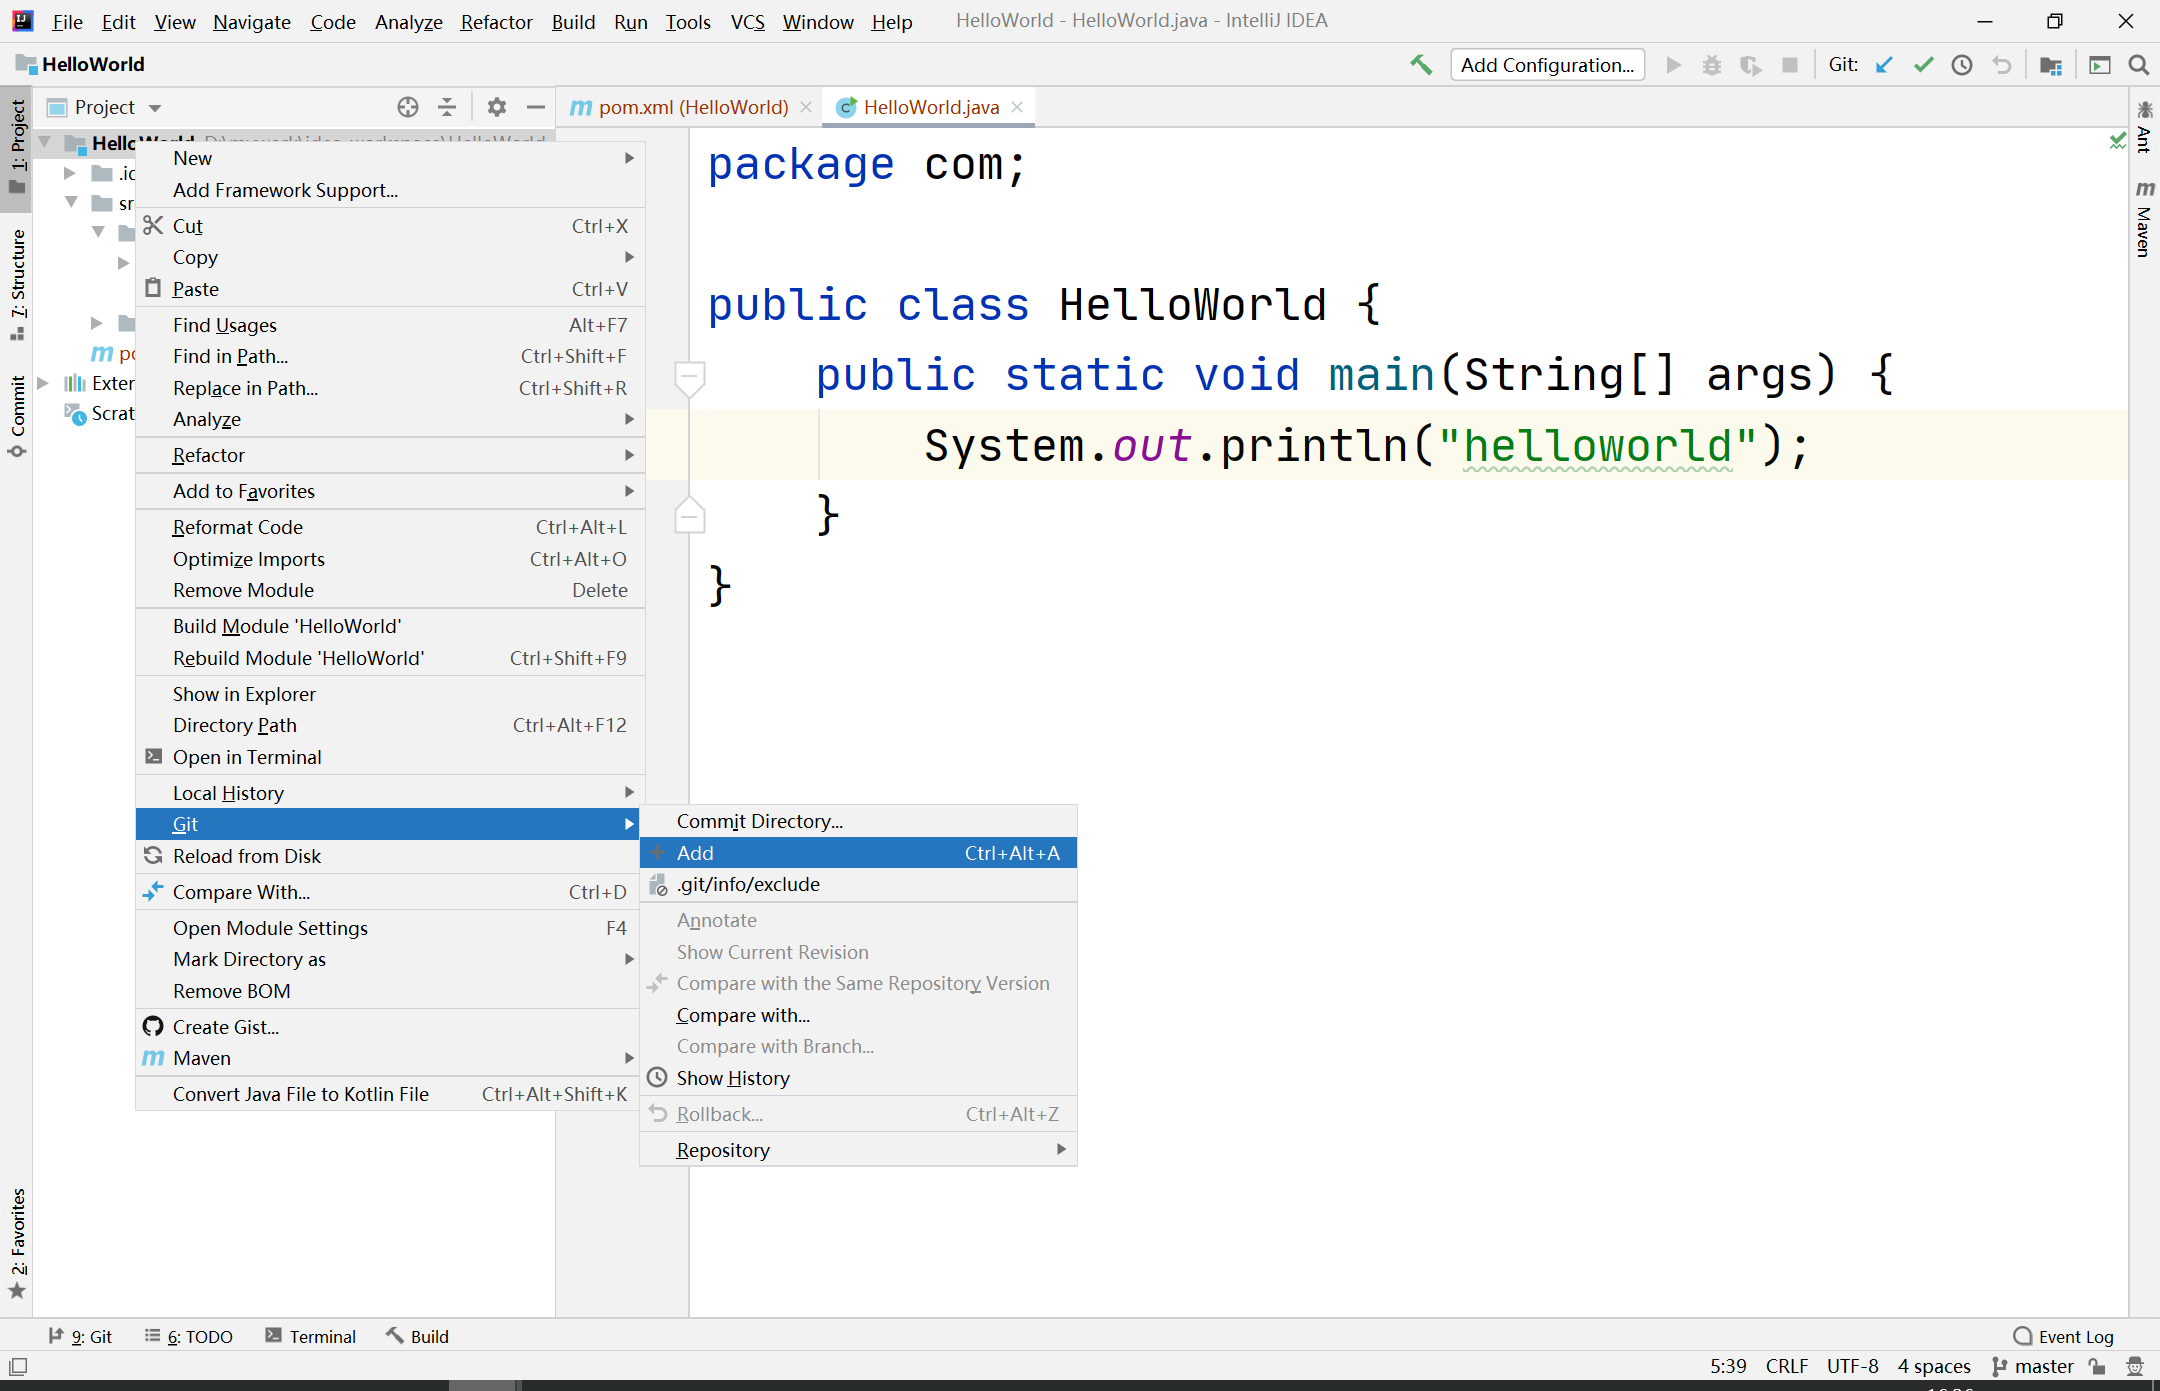 File Edit View Navigate Code Analyze Refactor Build Run Tools VCS Window Help HelloWorld - HelloWorld.java - IntelliJ IDEA
HelloWorld Add Configuration... Git:
Project pom.xml (HelloWorld) HelloWorld.java
1: Project
7: Structure
Commit
2: Favorites
Ant
Maven
.ic
sr
po
Exter
Scrat
New
Add Framework Support...
Cut Ctrl+X
Copy
Paste Ctrl+V
Find Usages Alt+F7
Find in Path... Ctrl+Shift+F
Replace in Path... Ctrl+Shift+R
Analyze
Refactor
Add to Favorites
Reformat Code Ctrl+Alt+L
Optimize Imports Ctrl+Alt+O
Remove Module Delete
Build Module 'HelloWorld'
Rebuild Module 'HelloWorld' Ctrl+Shift+F9
Show in Explorer
Directory Path Ctrl+Alt+F12
Open in Terminal
Local History
Git
Reload from Disk
Compare With... Ctrl+D
Open Module Settings F4
Mark Directory as
Remove BOM
Create Gist...
Maven
Convert Java File to Kotlin File Ctrl+Alt+Shift+K
Commit Directory...
Add Ctrl+Alt+A
.git/info/exclude
Annotate
Show Current Revision
Compare with the Same Repository Version
Compare with...
Compare with Branch...
Show History
Rollback... Ctrl+Alt+Z
Repository
package com;
public class HelloWorld {
public static void main(String[] args) {
System.out.println("helloworld");
}
}
9: Git 6: TODO Terminal Build Event Log
5:39 CRLF UTF-8 4 spaces master